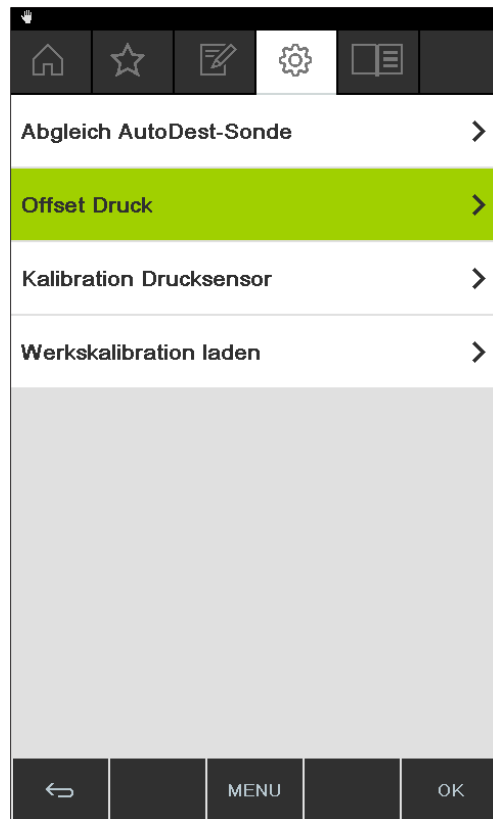 Abgleich AutoDest-Sonde
Offset Druck
Kalibration Drucksensor
Werkskalibration laden
MENU
OK